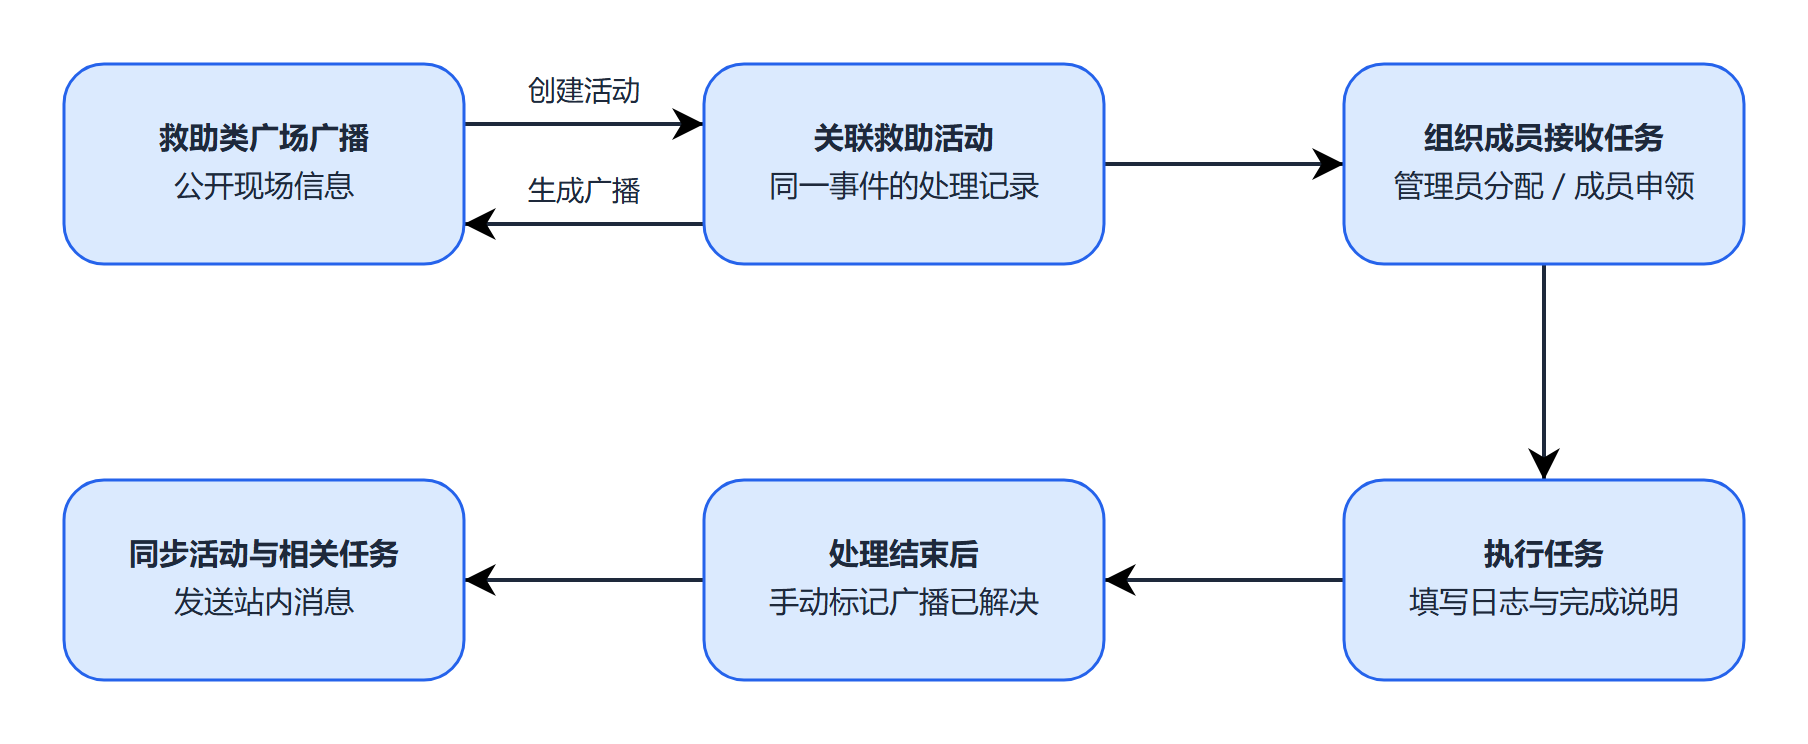 救助类广场广播
公开现场信息
创建活动
生成广播
关联救助活动
同一事件的处理记录
组织成员接收任务
管理员分配 / 成员申领
执行任务
填写日志与完成说明
处理结束后
手动标记广播已解决
同步活动与相关任务
发送站内消息